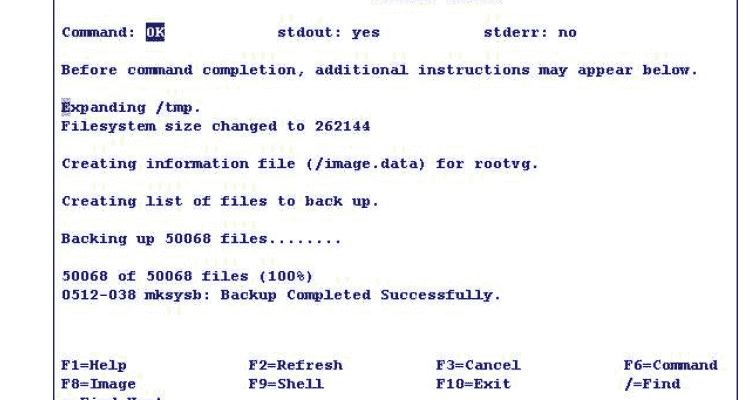 Command: OK stdout: yes stderr: no
Before command completion, additional instructions may appear below.
Expanding /tmp.
Filesystem size changed to 262144
Creating information file (/image.data) for rootvg.
Creating list of files to back up.
Backing up 50068 files........
50068 of 50068 files (100%)
0512-038 mksysb: Backup Completed Successfully.
F1=Help F2=Refresh F3=Cancel F6=Command
F8=Image F9=Shell F10=Exit /=Find